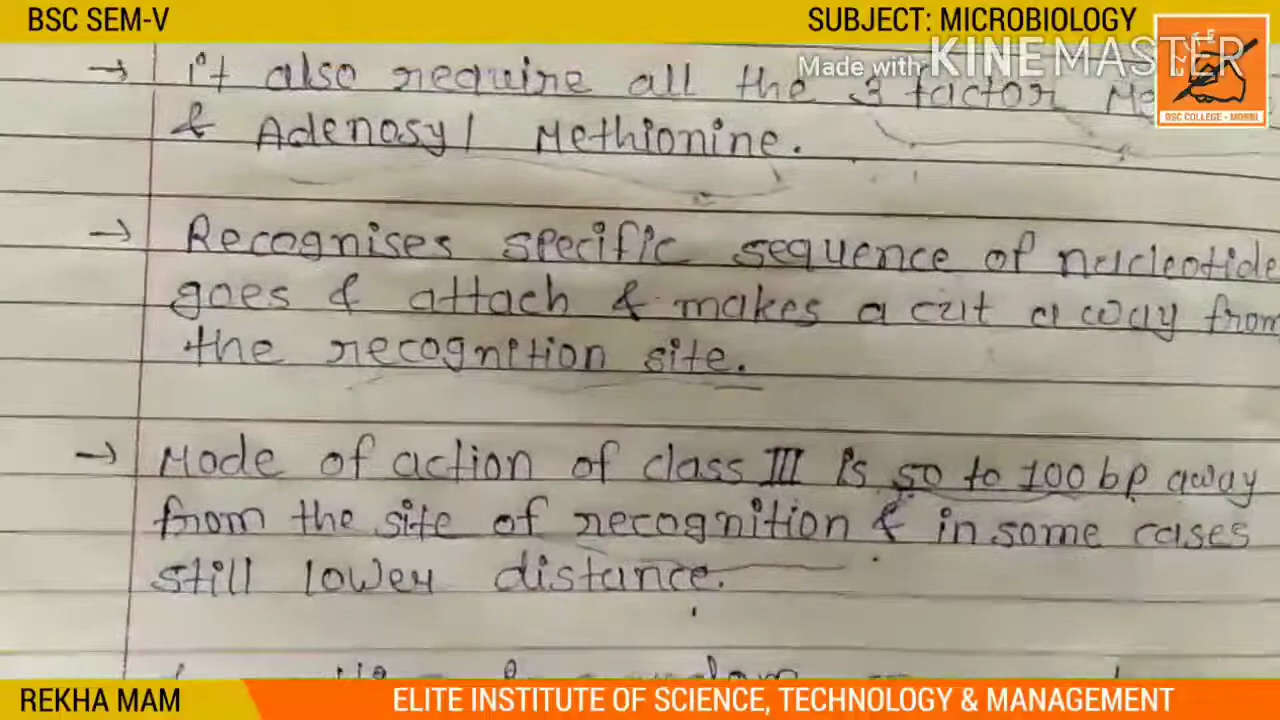 BSC SEM-V
SUBJECT: MICROBIOLOGY
Made with KINEMASTER
BSC COLLEGE - MORBI
→ it also require all the 3 factor
& Adenosyl Methionine.
→ Recognises specific sequence of nucleotide
goes & attach & makes a cut away from
the recognition site.
→ Mode of action of class III is 50 to 100 bp away
from the site of recognition & in some cases
still lower distance.
REKHA MAM
ELITE INSTITUTE OF SCIENCE, TECHNOLOGY & MANAGEMENT